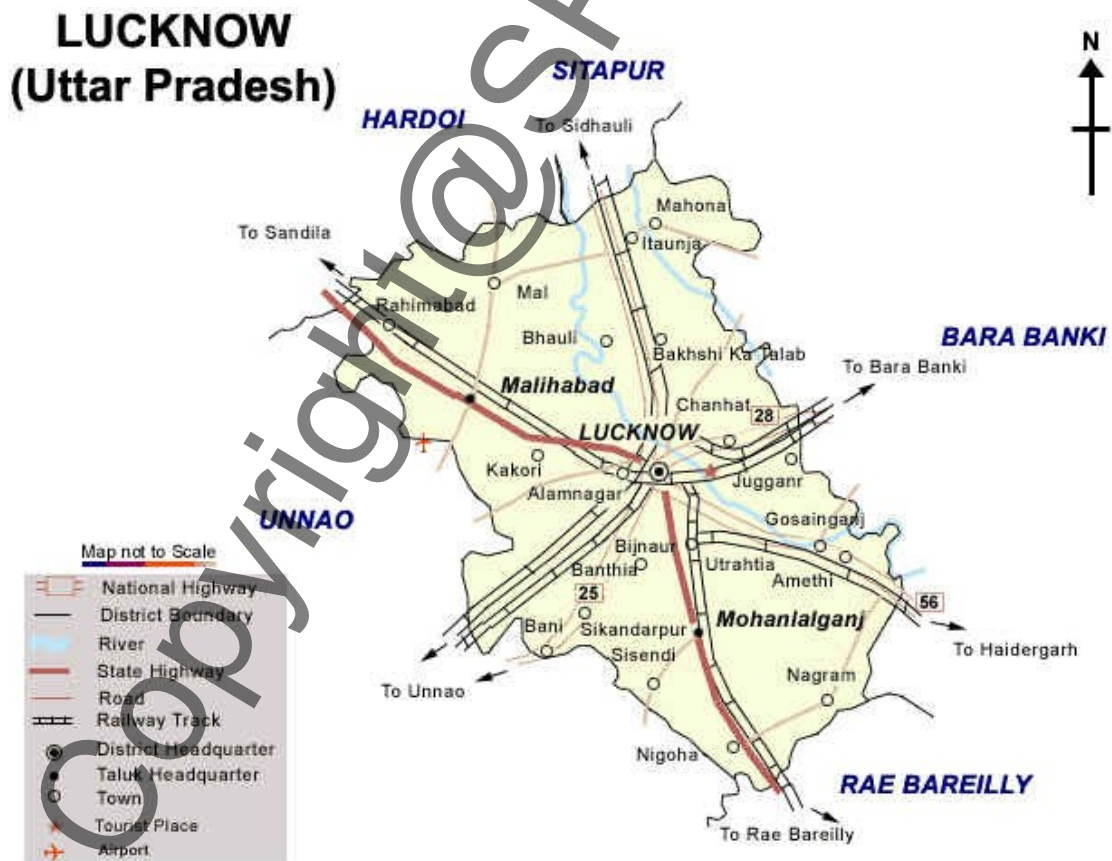 LUCKNOW
(Uttar Pradesh)
N
SITAPUR
HARDOI
To Sidhauli
Mahona
Itaunja
To Sandila
Mal
Rahimabad
Bhauli
Bakhshi Ka Talab
BARA BANKI
To Bara Banki
Malihabad
Chanhat
28
LUCKNOW
Kakori
Alamnagar
Jugganr
UNNAO
Gosainganj
Bijnaur
Banthia
Utrahtia
Amethi
25
56
Bani
Sikandarpur
Mohanlalganj
Sisendi
To Haidergarh
To Unnao
Nagram
Nigoha
RAE BAREILLY
To Rae Bareilly
Map not to Scale
National Highway
District Boundary
River
State Highway
Road
Railway Track
District Headquarter
Taluk Headquarter
Town
Tourist Place
Airport